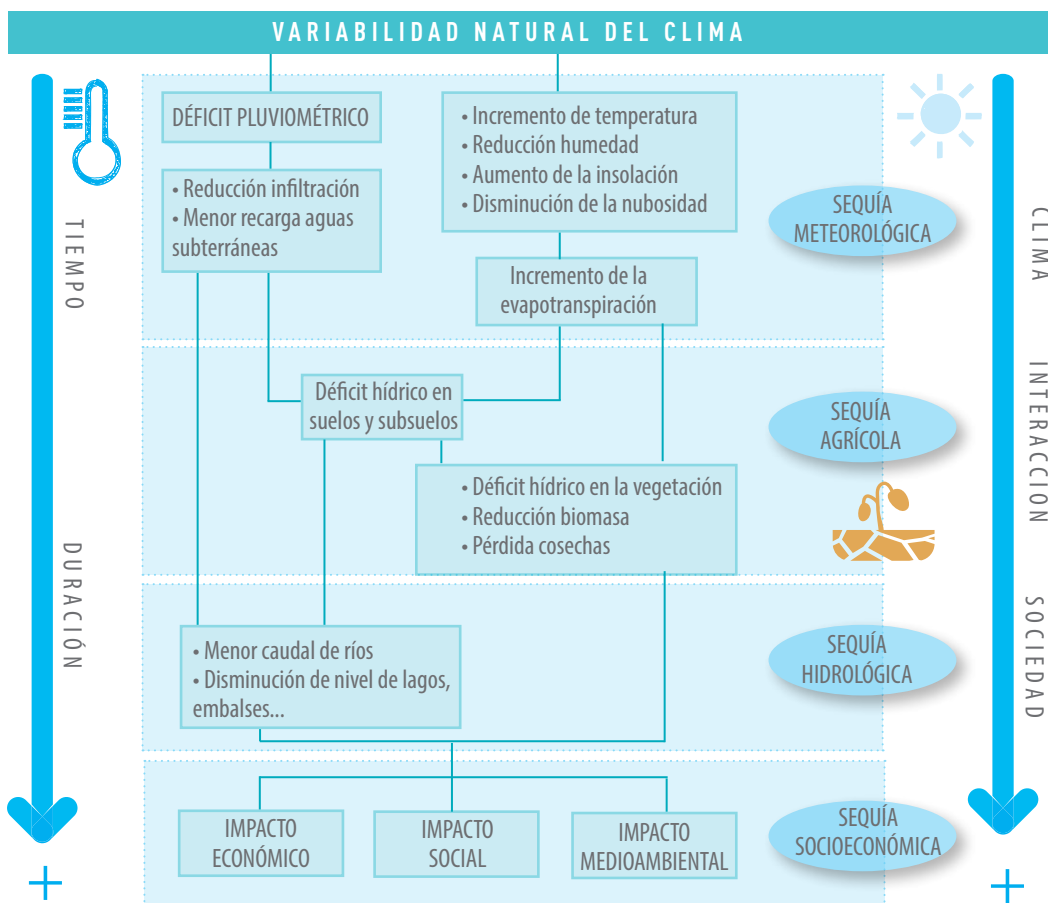 VARIABILIDAD NATURAL DEL CLIMA
DÉFICIT PLUVIOMÉTRICO
• Reducción infiltración
• Menor recarga aguas
subterráneas
• Incremento de temperatura
• Reducción humedad
• Aumento de la insolación
• Disminución de la nubosidad
Incremento de la
evapotranspiración
SEQUÍA
METEOROLÓGICA
TIEMPO
CLIMA
Déficit hídrico en
suelos y subsuelos
• Déficit hídrico en la vegetación
• Reducción biomasa
• Pérdida cosechas
SEQUÍA
AGRÍCOLA
INTERACCION
DURACIÓN
• Menor caudal de ríos
• Disminución de nivel de lagos,
embalses...
SEQUÍA
HIDROLÓGICA
SOCIEDAD
IMPACTO
ECONÓMICO
IMPACTO
SOCIAL
IMPACTO
MEDIOAMBIENTAL
SEQUÍA
SOCIOECONÓMICA
+
+